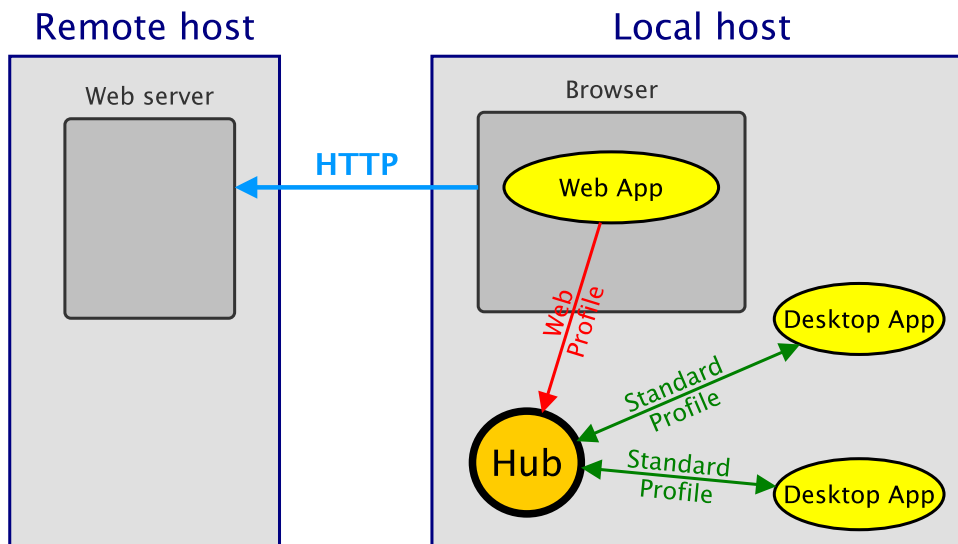 Remote host
Local host
Web server
Browser
HTTP
Web App
Web
Profile
Desktop App
Standard
Profile
Hub
Standard
Profile
Desktop App